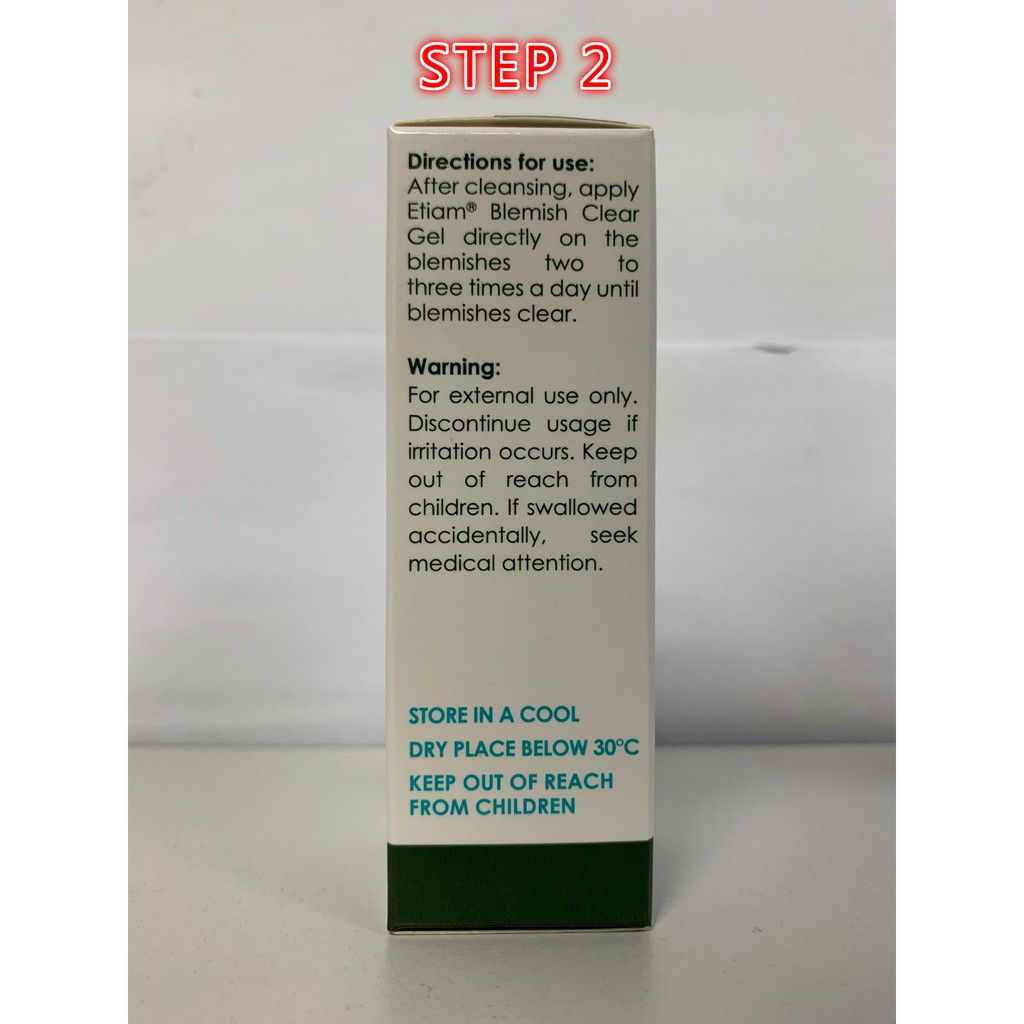 STEP 2
Directions for use:
After cleansing, apply
Etiam® Blemish Clear
Gel directly on the
blemishes two to
three times a day until
blemishes clear.
Warning:
For external use only.
Discontinue usage if
irritation occurs. Keep
out of reach from
children. If swallowed
accidentally, seek
medical attention.
STORE IN A COOL
DRY PLACE BELOW 30°C
KEEP OUT OF REACH
FROM CHILDREN